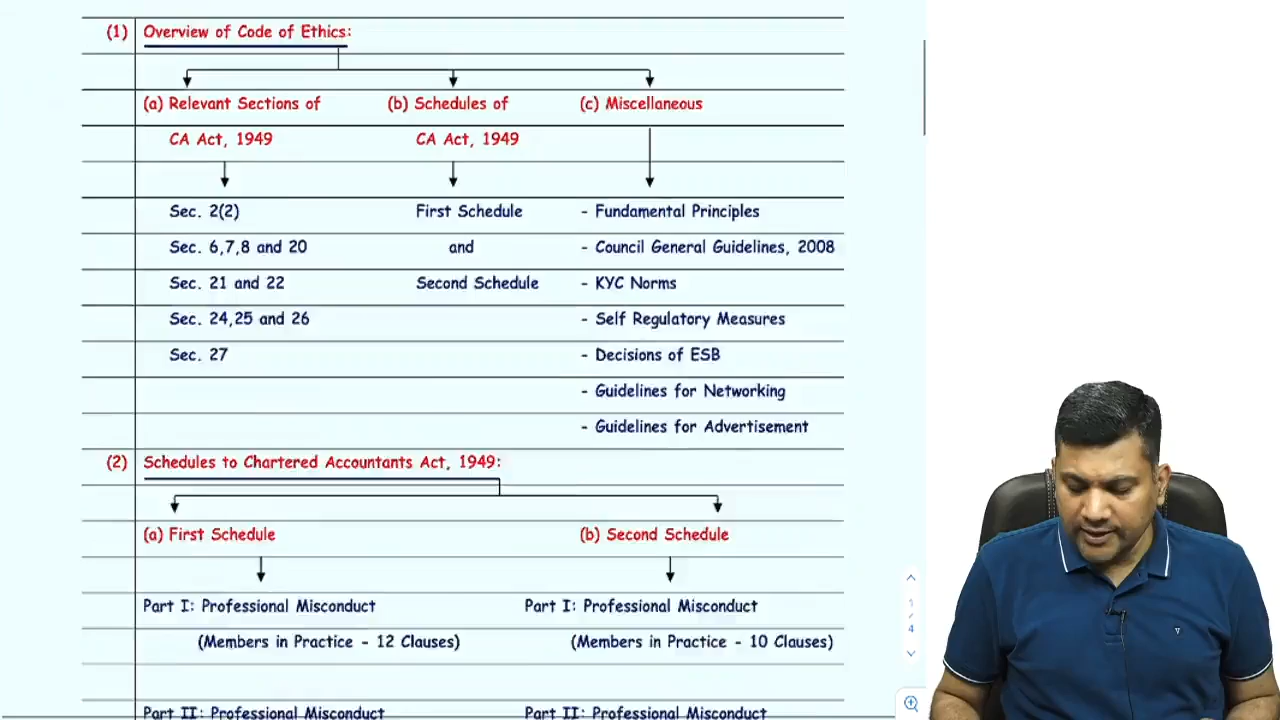 (1) Overview of Code of Ethics:
(a) Relevant Sections of CA Act, 1949
(b) Schedules of CA Act, 1949
(c) Miscellaneous
Sec. 2(2)
Sec. 6,7,8 and 20
Sec. 21 and 22
Sec. 24,25 and 26
Sec. 27
First Schedule
and
Second Schedule
- Fundamental Principles
- Council General Guidelines, 2008
- KYC Norms
- Self Regulatory Measures
- Decisions of ESB
- Guidelines for Networking
- Guidelines for Advertisement
(2) Schedules to Chartered Accountants Act, 1949:
(a) First Schedule
(b) Second Schedule
Part I: Professional Misconduct
(Members in Practice - 12 Clauses)
Part I: Professional Misconduct
(Members in Practice - 10 Clauses)
Part II: Professional Misconduct
Part II: Professional Misconduct
1
/
4